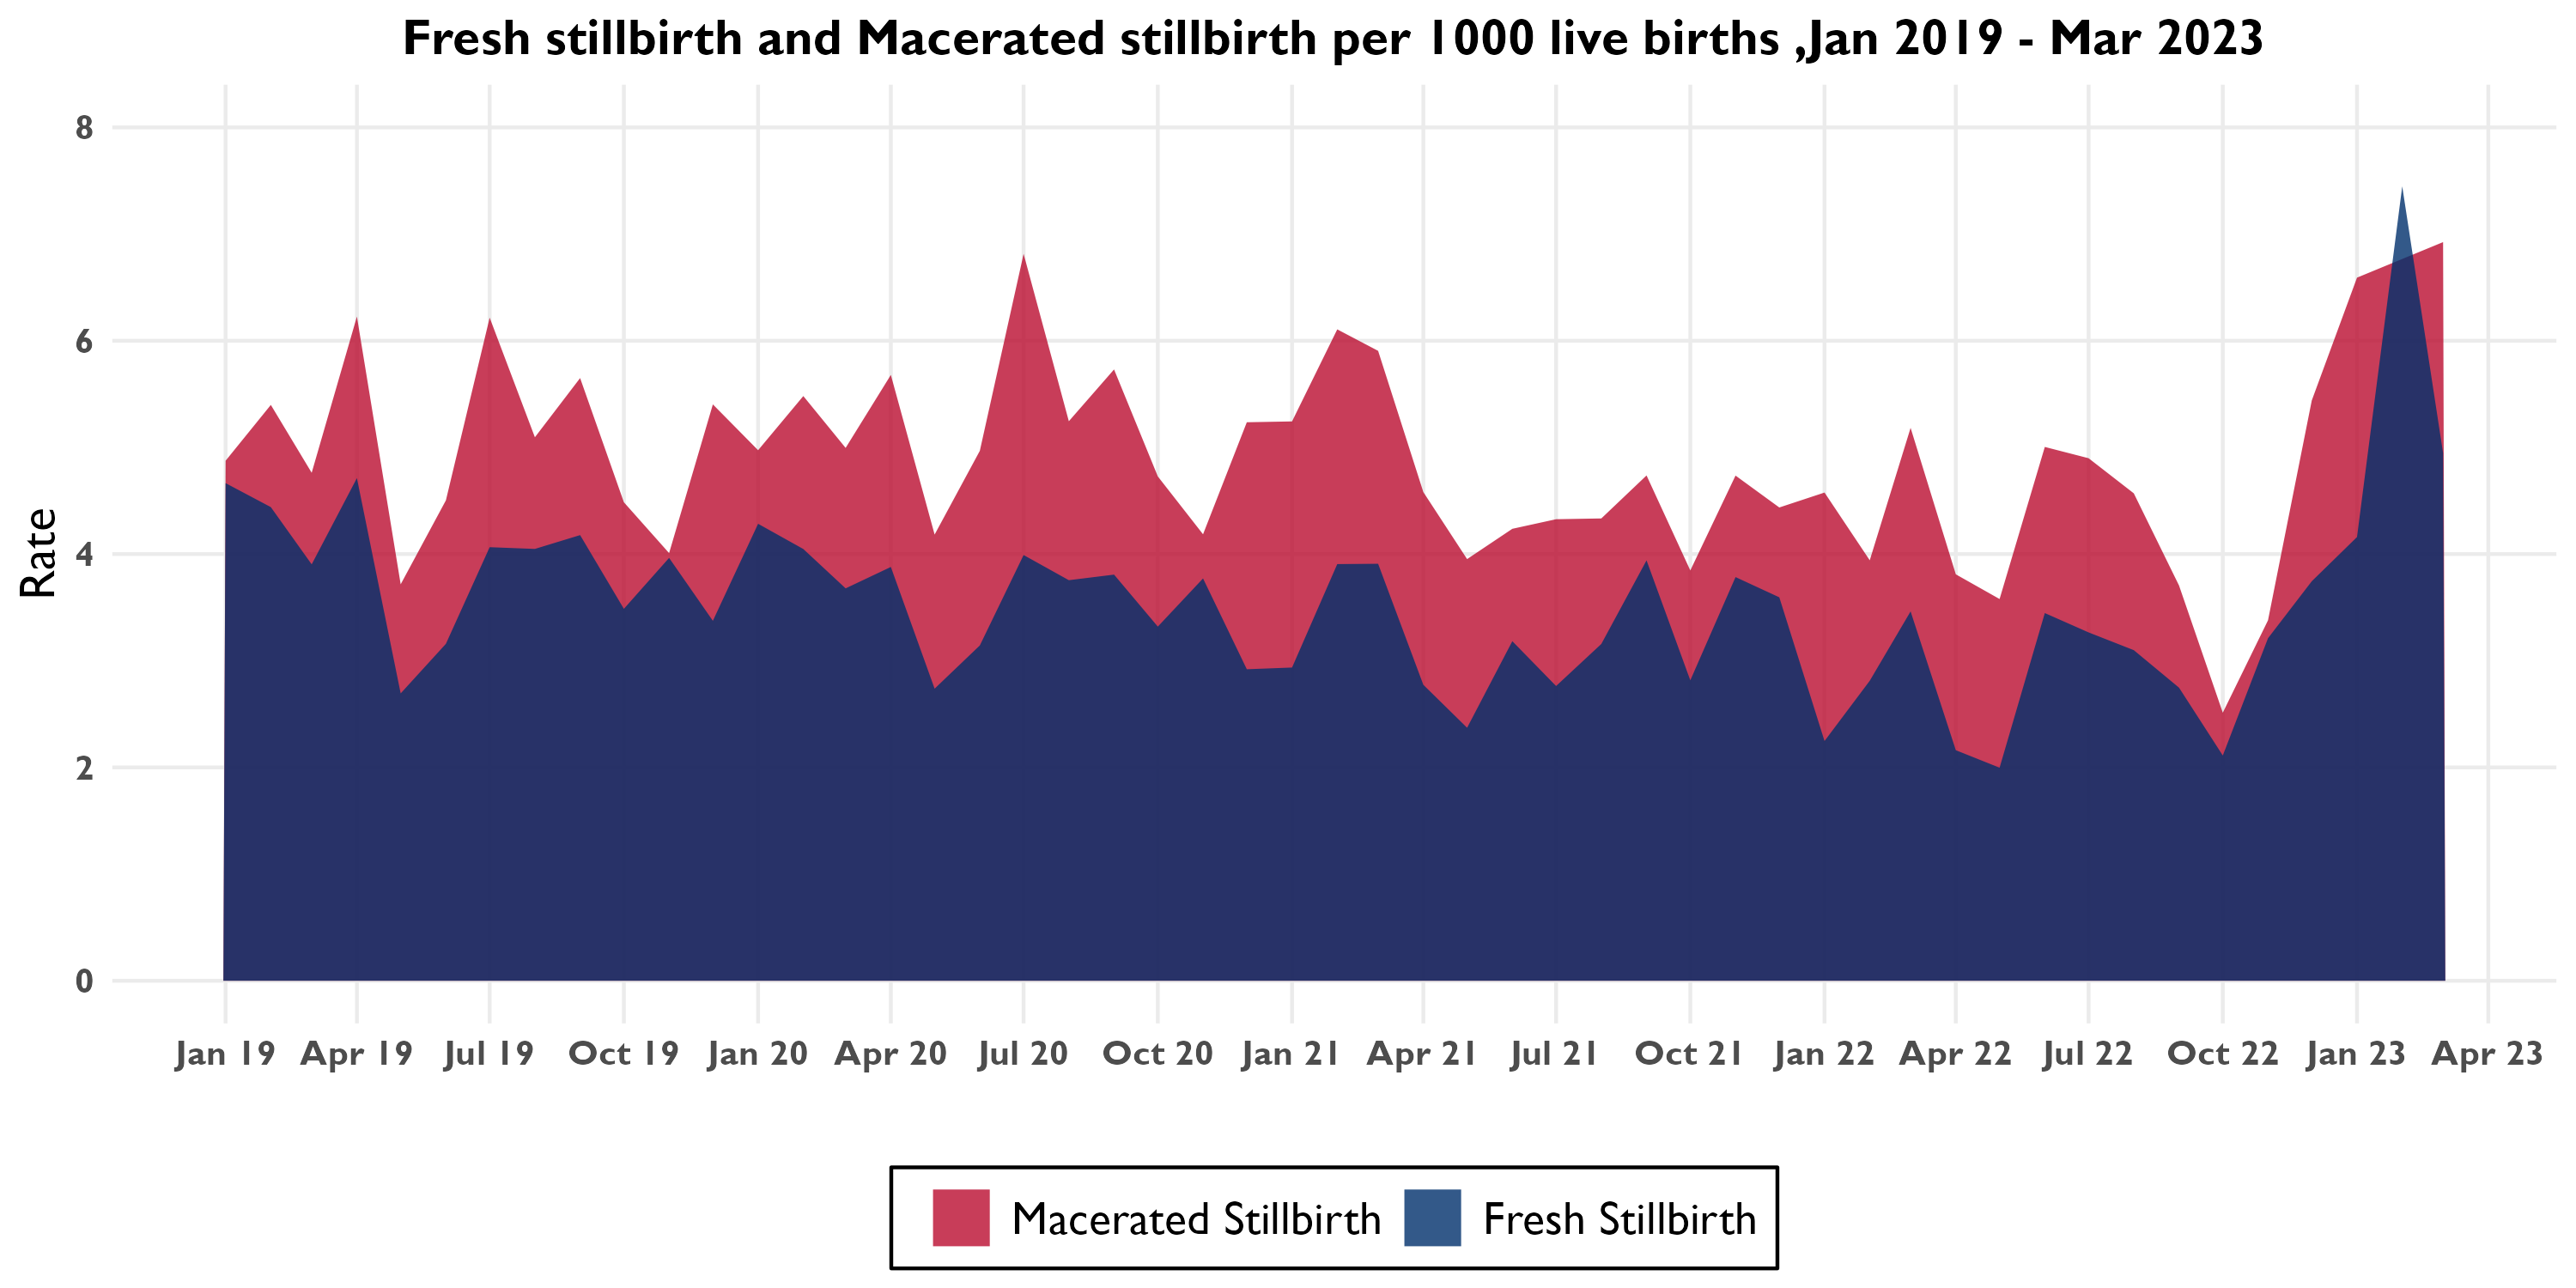 Fresh stillbirth and Macerated stillbirth per 1000 live births ,Jan 2019 - Mar 2023
8
6
4
2
0
Rate
Jan 19 Apr 19 Jul 19 Oct 19 Jan 20 Apr 20 Jul 20 Oct 20 Jan 21 Apr 21 Jul 21 Oct 21 Jan 22 Apr 22 Jul 22 Oct 22 Jan 23 Apr 23
Macerated Stillbirth Fresh Stillbirth